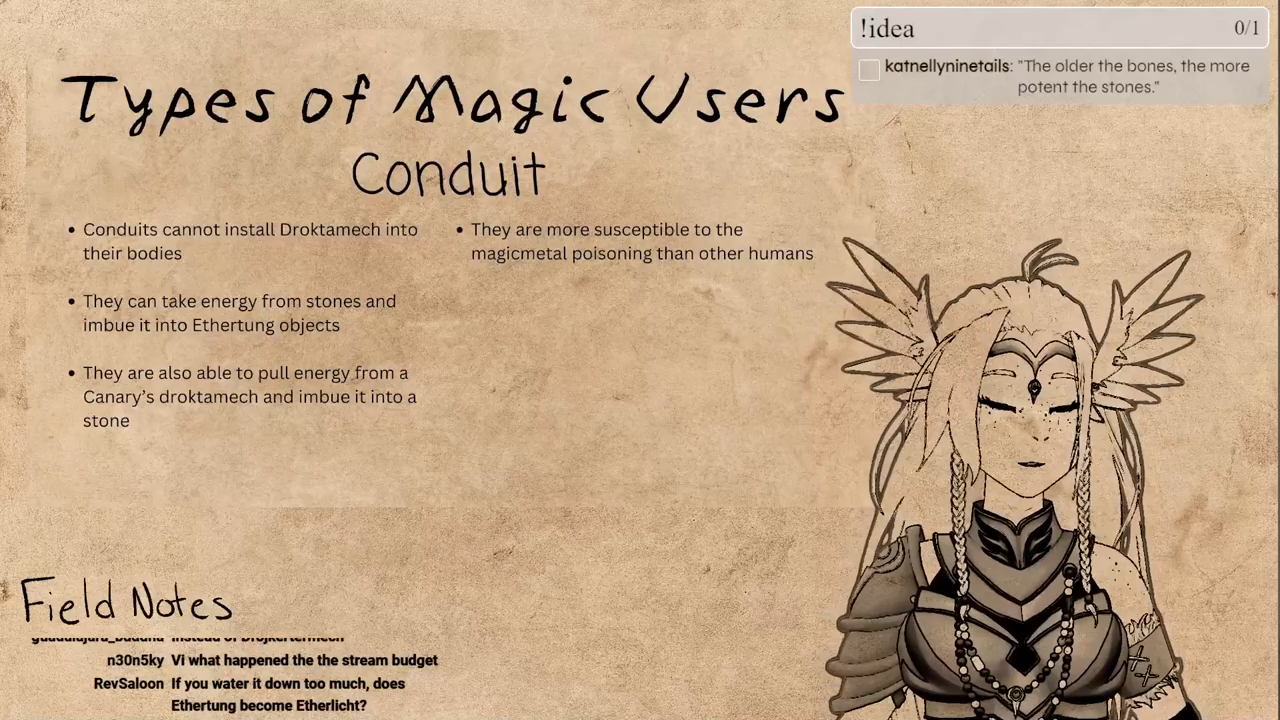 !idea 0/1
katnellyninetails: "The older the bones, the more
potent the stones."
Types of Magic Users
Conduit
• Conduits cannot install Droktamech into
their bodies
• They can take energy from stones and
imbue it into Ethertung objects
• They are also able to pull energy from a
Canary's droktamech and imbue it into a
stone
• They are more susceptible to the
magicmetal poisoning than other humans
Field Notes
n30n5ky Vi what happened the the stream budget
RevSaloon If you water it down too much, does
Ethertung become Etherlicht?